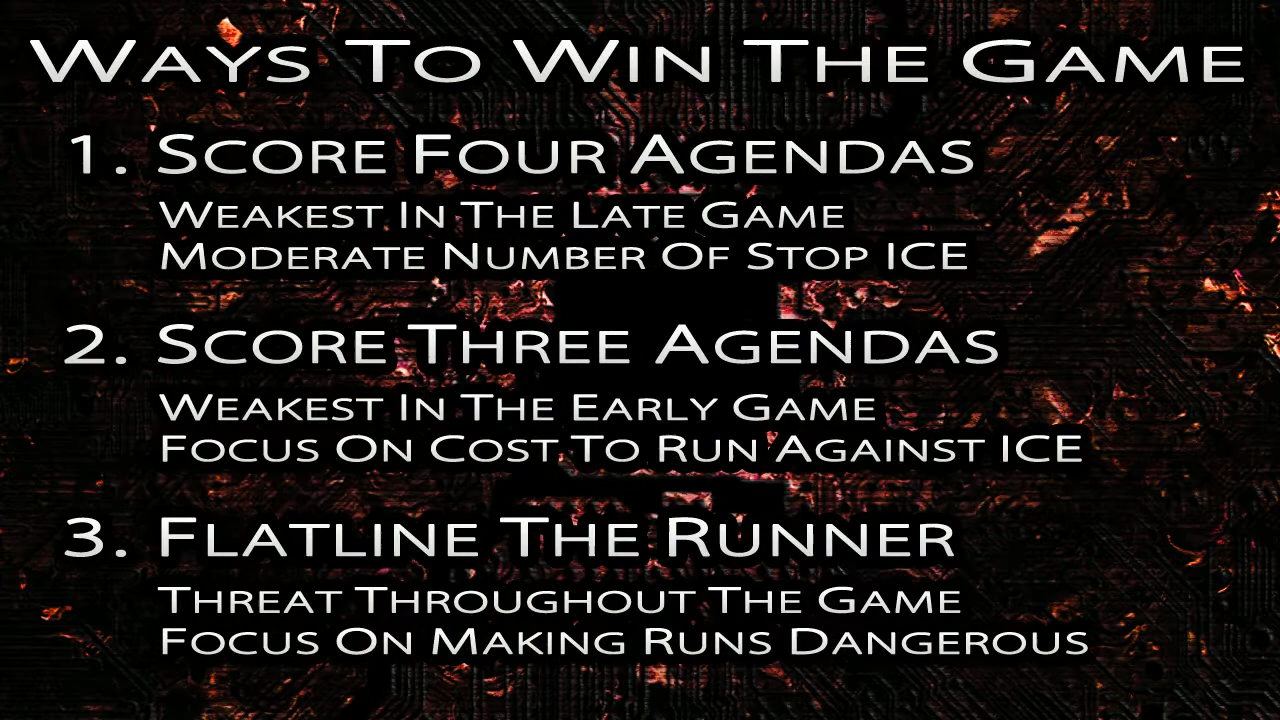 Ways To Win The Game
1. Score Four Agendas
Weakest In The Late Game
Moderate Number Of Stop ICE
2. Score Three Agendas
Weakest In The Early Game
Focus On Cost To Run Against ICE
3. Flatline The Runner
Threat Throughout The Game
Focus On Making Runs Dangerous